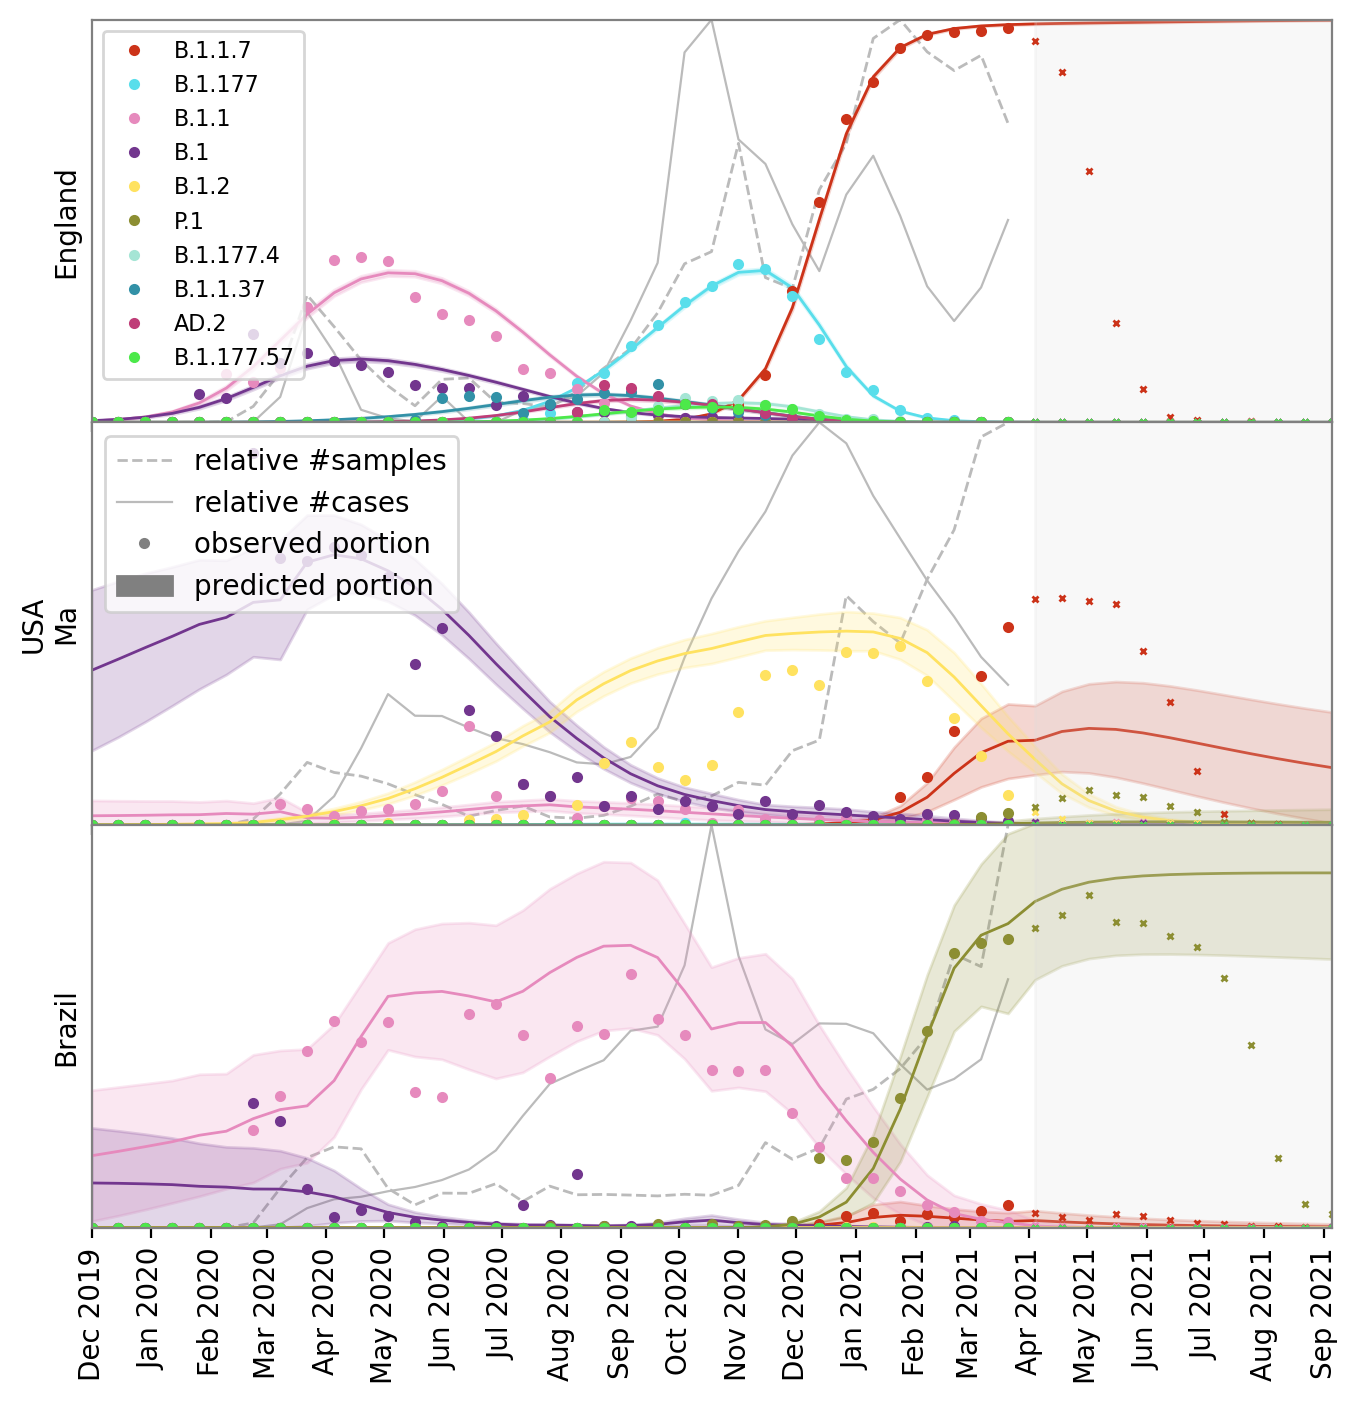 England
B.1.1.7
B.1.177
B.1.1
B.1
B.1.2
P.1
B.1.177.4
B.1.1.37
AD.2
B.1.177.57
USA
Ma
relative #samples
relative #cases
observed portion
predicted portion
Brazil
Dec 2019
Jan 2020
Feb 2020
Mar 2020
Apr 2020
May 2020
Jun 2020
Jul 2020
Aug 2020
Sep 2020
Oct 2020
Nov 2020
Dec 2020
Jan 2021
Feb 2021
Mar 2021
Apr 2021
May 2021
Jun 2021
Jul 2021
Aug 2021
Sep 2021